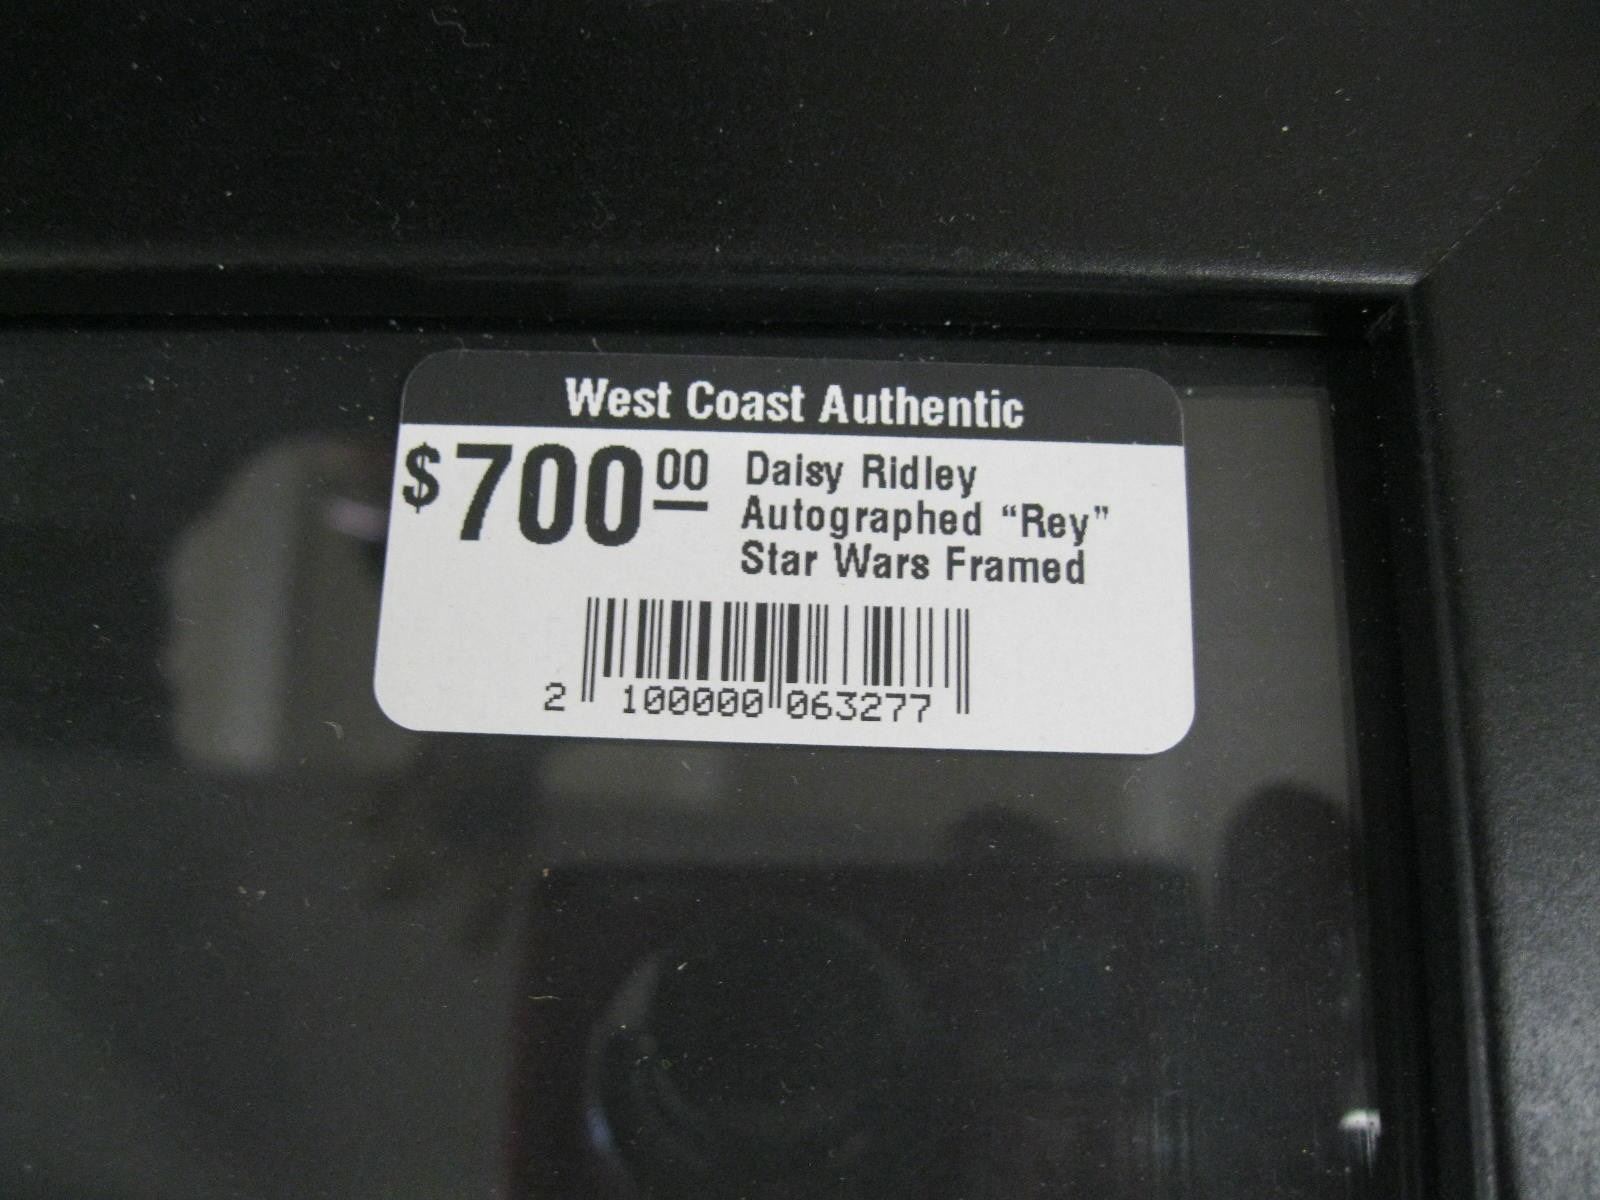 West Coast Authentic
$700.00
Daisy Ridley
Autographed “Rey”
Star Wars Framed
2 100000 063277